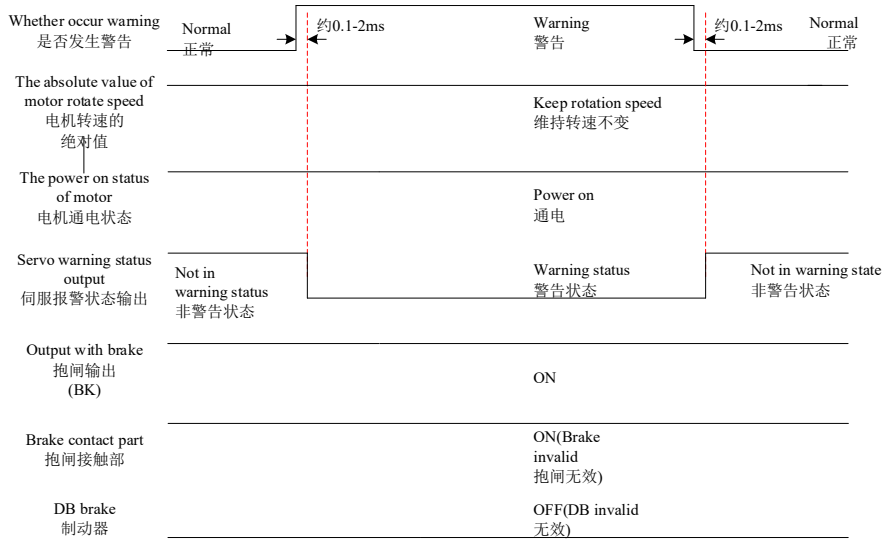 Whether occur warning
是否发生警告
Normal
正常
约0.1-2ms
Warning
警告
约0.1-2ms
Normal
正常
The absolute value of
motor rotate speed
电机转速的
绝对值
Keep rotation speed
维持转速不变
The power on status
of motor
电机通电状态
Power on
通电
Servo warning status
output
伺服报警状态输出
Not in
warning status
非警告状态
Warning status
警告状态
Not in warning state
非警告状态
Output with brake
抱闸输出
(BK)
ON
Brake contact part
抱闸接触部
ON(Brake
invalid
抱闸无效)
DB brake
制动器
OFF(DB invalid
无效)